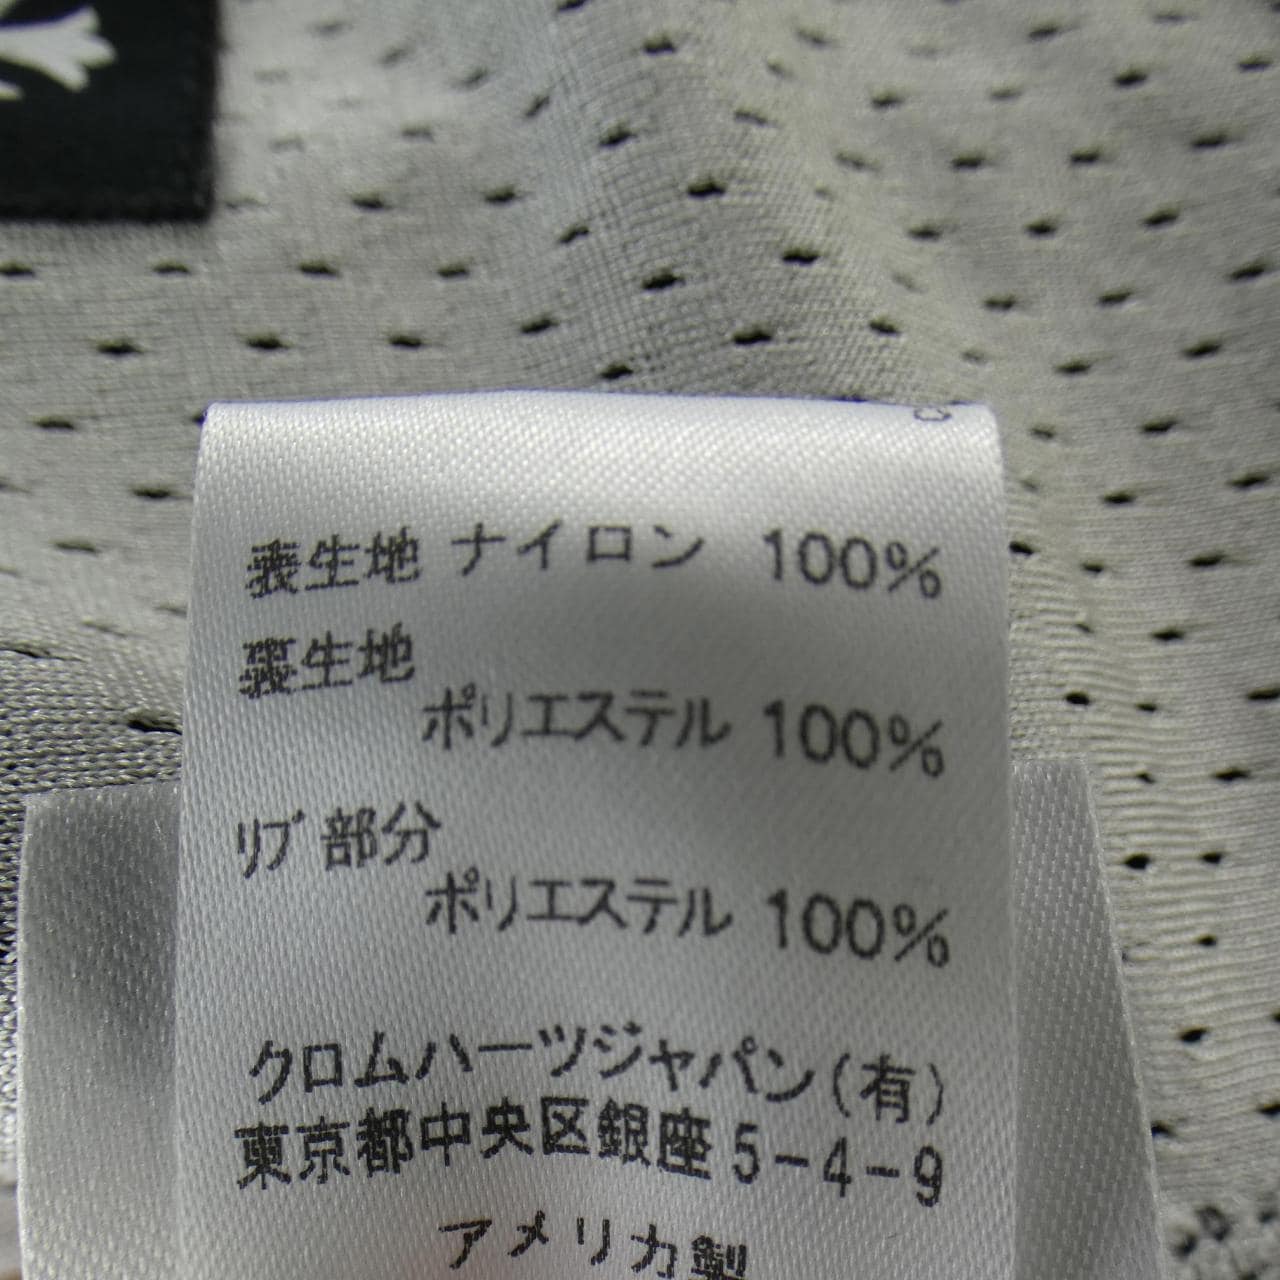 表生地 ナイロン 100%
裏生地
ポリエステル 100%
リブ部分
ポリエステル 100%
クロムハーツジャパン(有)
東京都中央区銀座5-4-9
アメリカ製